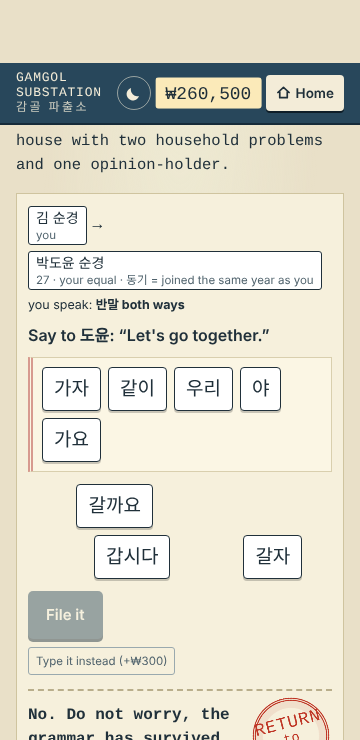 GAMGOL
SUBSTATION
감골 파출소
₩260,500
Home
house with two household problems
and one opinion-holder.
김 순경
you
→
박도윤 순경
27 · your equal · 동기 = joined the same year as you
you speak: 반말 both ways
Say to 도윤: “Let's go together.”
가자 같이 우리 야
가요
갈까요
갑시다 갈자
File it
Type it instead (+₩300)
No. Do not worry, the
grammar has survived
RETURN
to